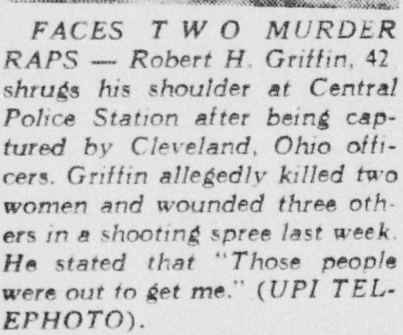 FACES TWO MURDER
RAPS — Robert H. Griffin, 42
shrugs his shoulder at Central
Police Station after being cap-
tured by Cleveland, Ohio offi-
cers. Griffin allegedly killed two
women and wounded three oth-
ers in a shooting spree last week.
He stated that "Those people
were out to get me." (UPI TEL-
EPHOTO).